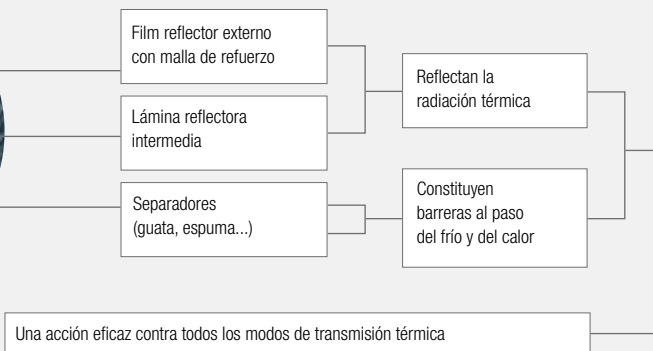 Film reflector externo
con malla de refuerzo
Lámina reflectora
intermedia
Separadores
(guata, espuma...)
Reflectan la
radiación térmica
Constituyen
barreras al paso
del frío y del calor
Una acción eficaz contra todos los modos de transmisión térmica